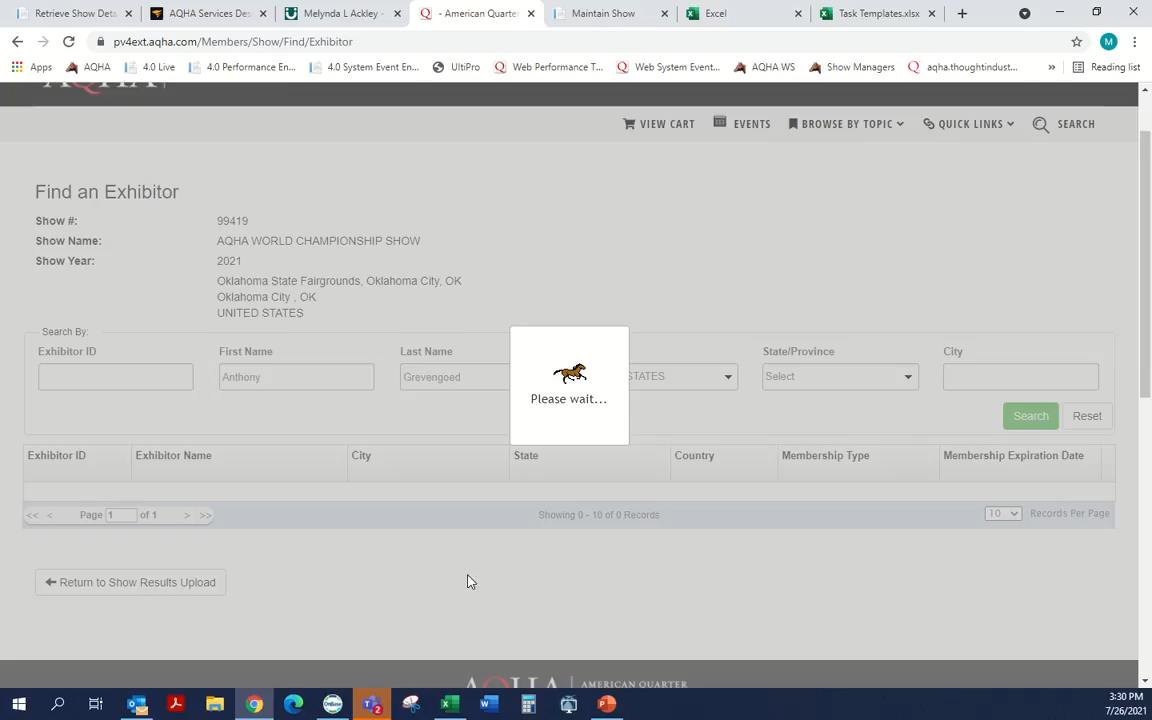 Retrieve Show Deta
AQHA Services Des
Melynda L Ackley -
- American Quarte
Maintain Show
Excel
Task Templates.xlsx
pv4ext.aqha.com/Members/Show/Find/Exhibitor
M
Apps
AQHA
4.0 Live
4.0 Performance En...
4.0 System Event En...
UltiPro
Web Performance T...
Web System Event...
AQHA WS
Show Managers
aqha.thoughtindust...
»
Reading list
VIEW CART
EVENTS
BROWSE BY TOPIC
QUICK LINKS
SEARCH
Find an Exhibitor
Show #: 99419
Show Name: AQHA WORLD CHAMPIONSHIP SHOW
Show Year: 2021
Oklahoma State Fairgrounds, Oklahoma City, OK
Oklahoma City , OK
UNITED STATES
Search By:
Exhibitor ID
First Name
Last Name
State/Province
City
Anthony
Grevengoed
STATES
Select
Please wait...
Search
Reset
Exhibitor ID
Exhibitor Name
City
State
Country
Membership Type
Membership Expiration Date
<< < Page 1 of 1 > >>
Showing 0 - 10 of 0 Records
10 Records Per Page
Return to Show Results Upload
AMERICAN QUARTER
3:30 PM
7/26/2021